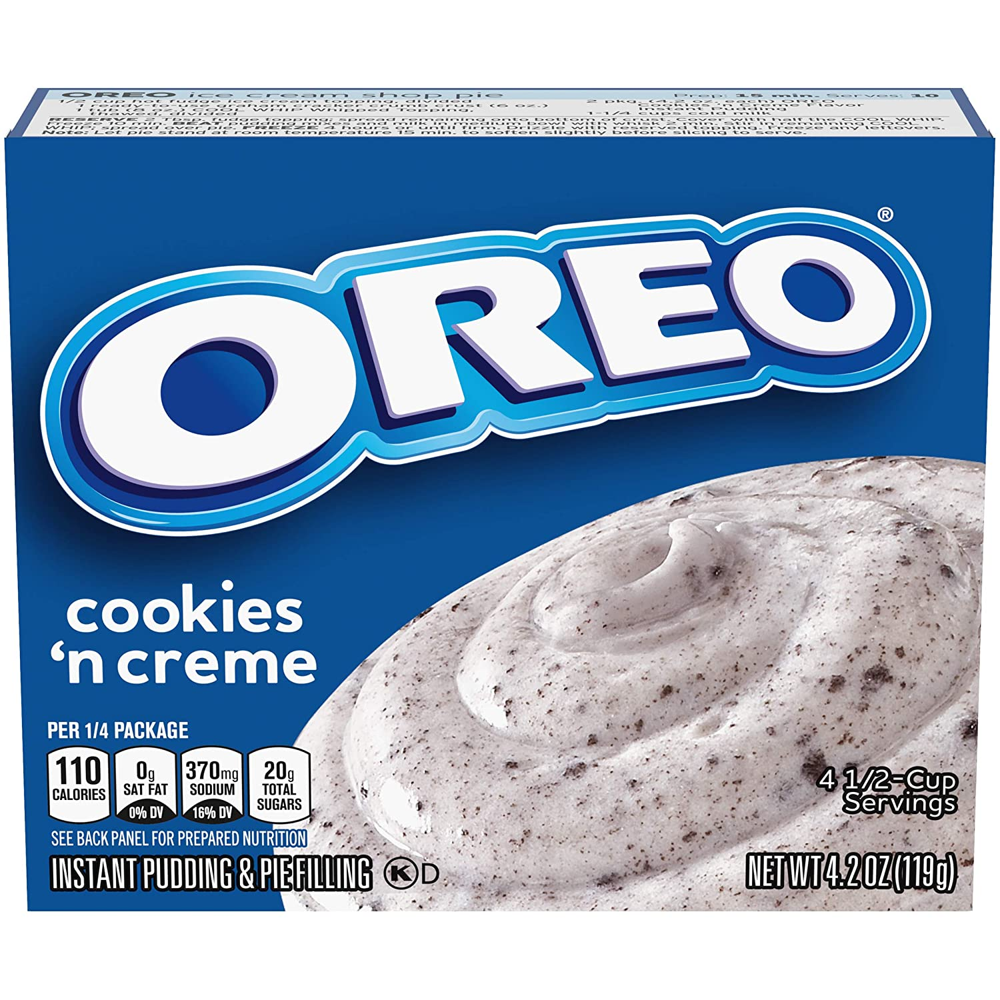 OREO ice cream shop pie
Prep: 15 min. Serves: 10
1/2 cup hot fudge ice cream topping, divided
1 ready-to-use graham cracker crumb crust (6 oz.)
1 tub (8 oz.) COOL WHIP Whipped Topping,
thawed, divided
2 pkg. (4.2 oz. each) OREO
Cookies 'n Creme Flavor
Instant Pudding
1-1/4 cups cold milk
RESERVE 2 Tbsp. fudge topping; spread remaining onto bottom of crust. Cover with half the COOL WHIP.
Freeze 10 min. BEAT pudding mixes and milk in medium bowl with whisk 2 min. Stir in remaining COOL
WHIP; spread over pie. FREEZE 4 hours or until firm. Drizzle with reserved topping. Freeze any leftovers.
Note: Let pie stand at room temperature 15 min. to soften slightly before slicing to serve.
OREO®
cookies
'n creme
PER 1/4 PACKAGE
110
CALORIES
0g
SAT FAT
0% DV
370mg
SODIUM
16% DV
20g
TOTAL
SUGARS
SEE BACK PANEL FOR PREPARED NUTRITION
INSTANT PUDDING & PIE FILLING K D
4 1/2-Cup
Servings
NET WT 4.2 OZ (119g)